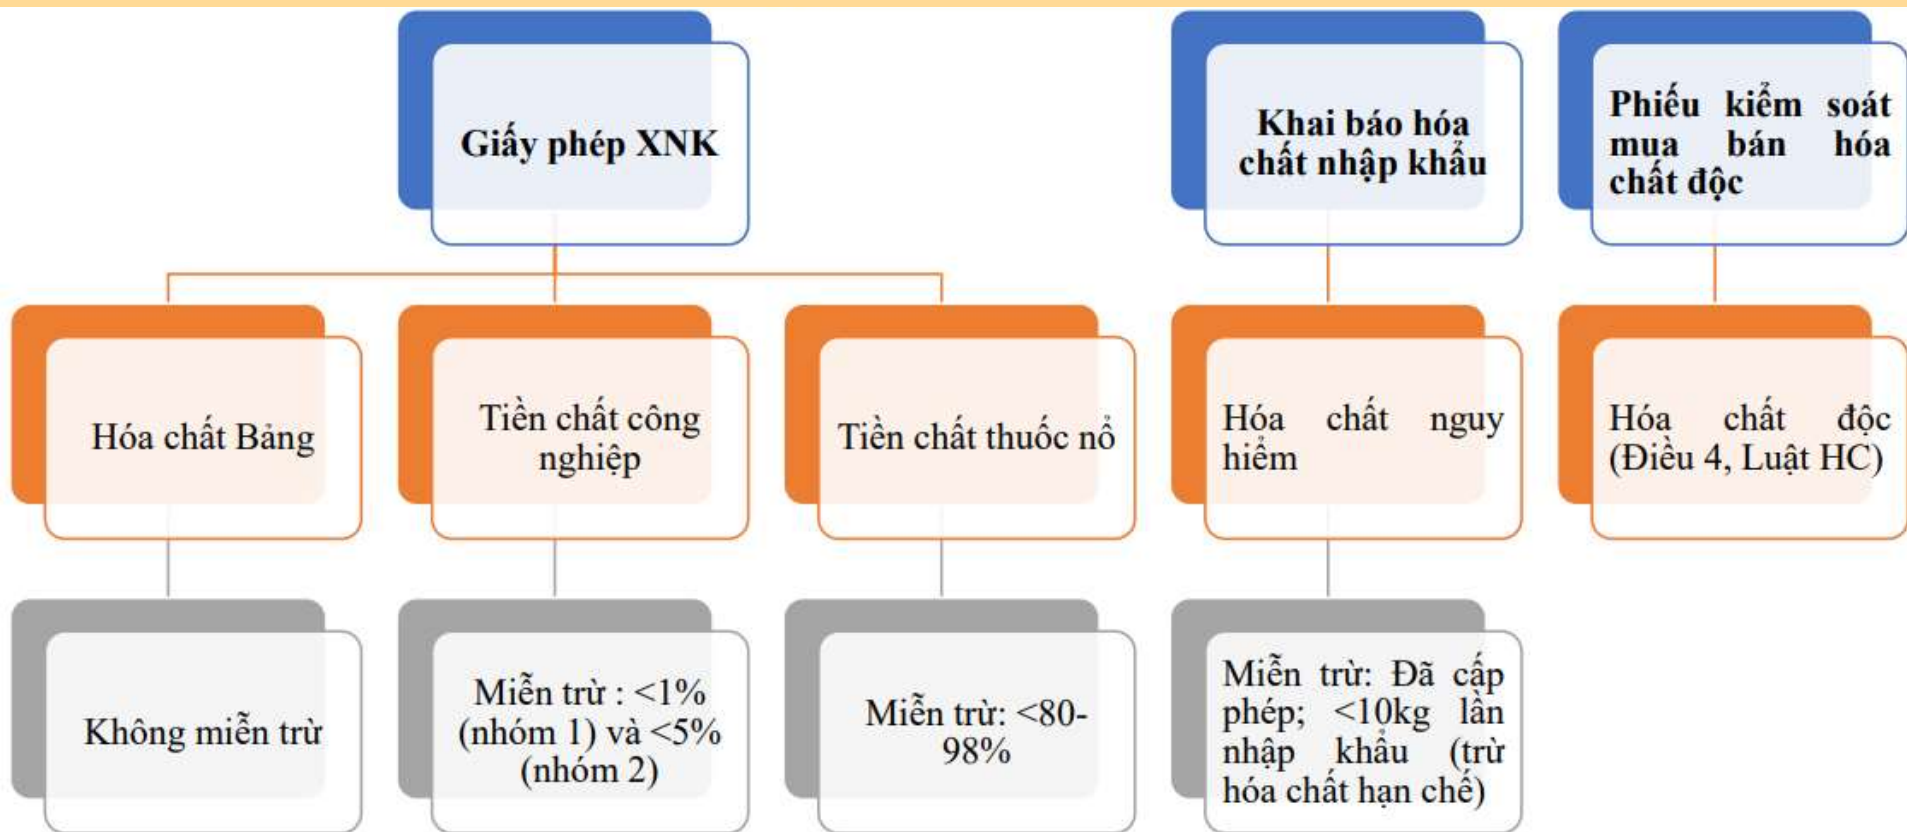 Giấy phép XNK
Khai báo hóa
chất nhập khẩu
Phiếu kiểm soát
mua bán hóa
chất độc
Hóa chất Bảng
Tiền chất công
nghiệp
Tiền chất thuốc nổ
Hóa chất nguy
hiểm
Hóa chất độc
(Điều 4, Luật HC)
Không miễn trừ
Miễn trừ : <1%
(nhóm 1) và <5%
(nhóm 2)
Miễn trừ: <80-
98%
Miễn trừ: Đã cấp
phép; <10kg lần
nhập khẩu (trừ
hóa chất hạn chế)